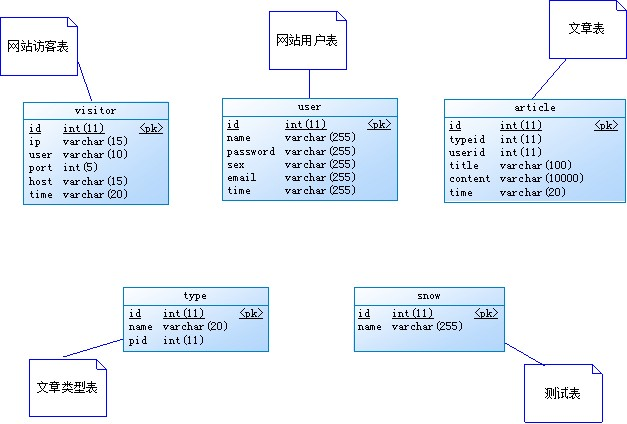 网站访客表
网站用户表
文章表
visitor
id int(11) <pk>
ip varchar(15)
user varchar(10)
port int(5)
host varchar(15)
time varchar(20)
user
id int(11) <pk>
name varchar(255)
password varchar(255)
sex varchar(255)
email varchar(255)
time varchar(255)
article
id int(11) <pk>
typeid int(11)
userid int(11)
title varchar(100)
content varchar(10000)
time varchar(20)
type
id int(11) <pk>
name varchar(20)
pid int(11)
snow
id int(11) <pk>
name varchar(255)
文章类型表
测试表